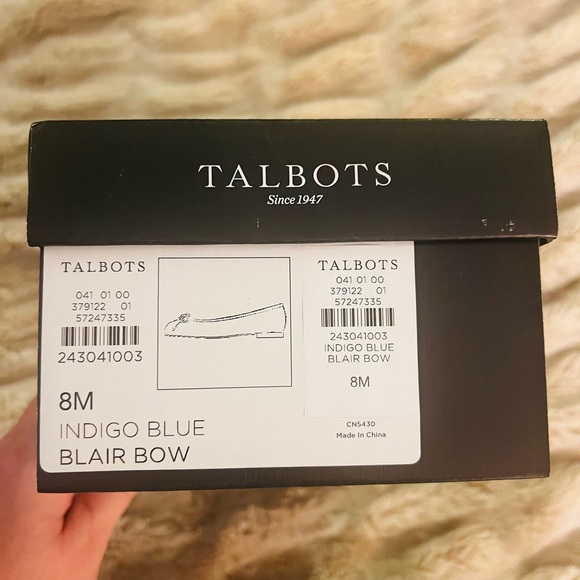 TALBOTS
Since 1947
TALBOTS
041 01 00
379122 01
57247335
243041003
8M
INDIGO BLUE
BLAIR BOW
TALBOTS
041 01 00
379122 01
57247335
243041003
INDIGO BLUE
BLAIR BOW
8M
CN5430
Made In China